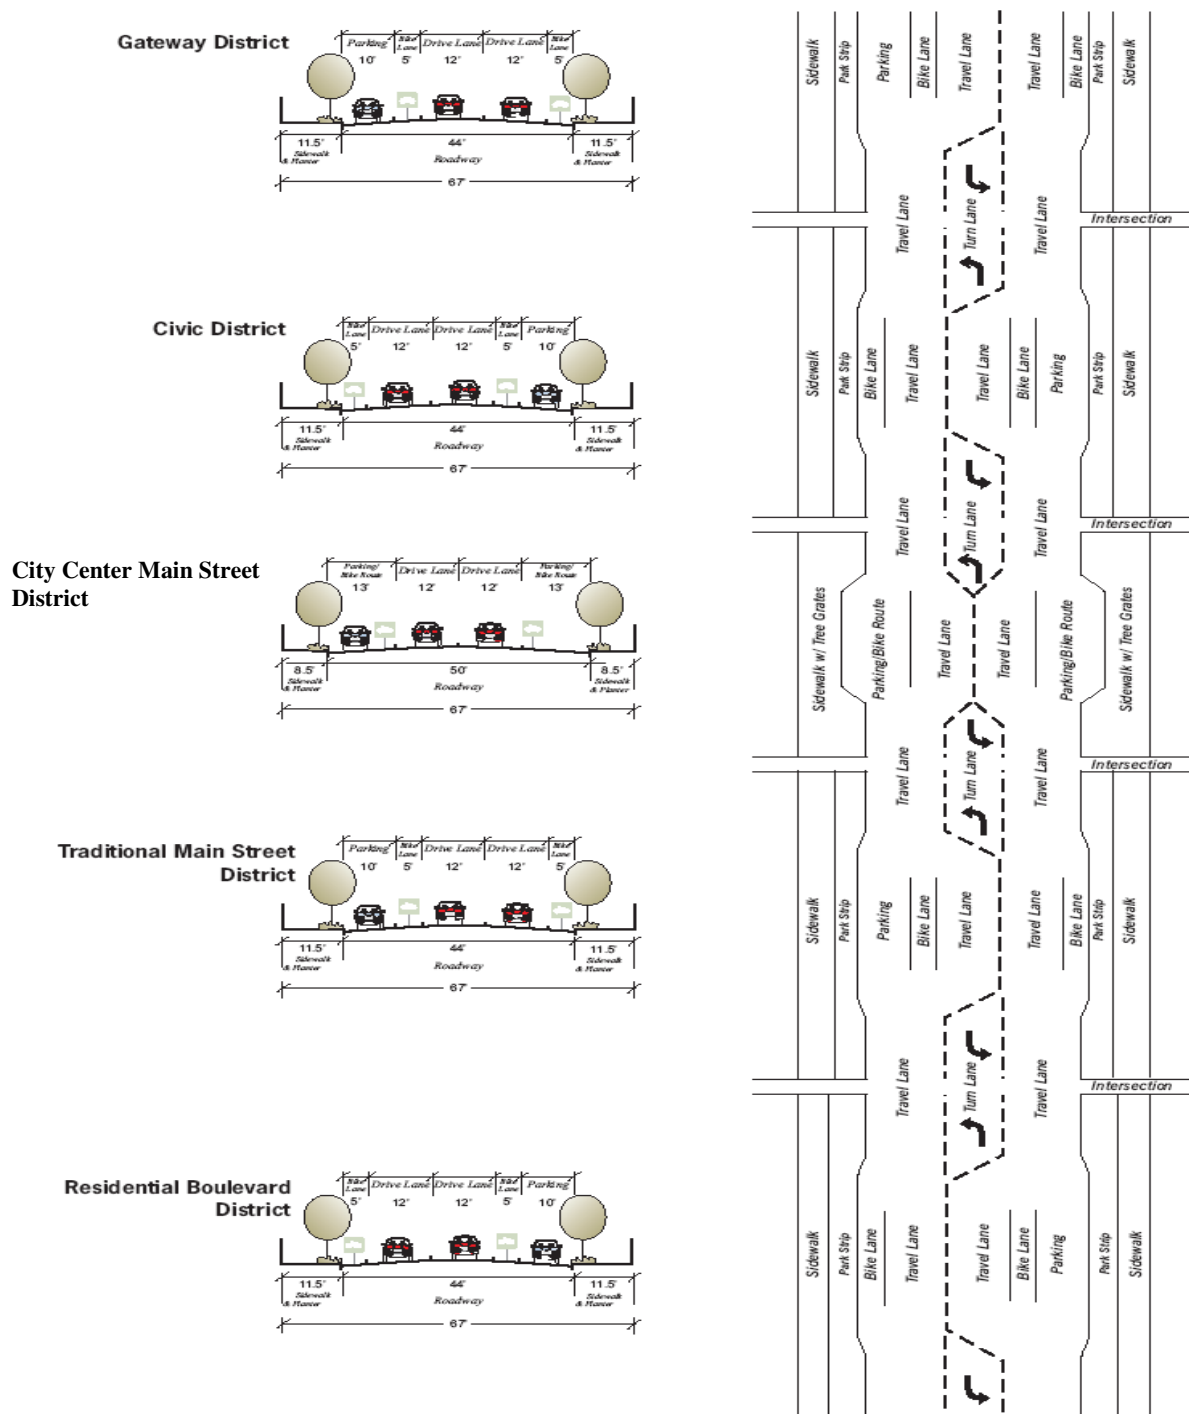 Gateway District
Parking Bike Lane Drive Lane Drive Lane Bike Lane
10' 5' 12' 12' 5'
11.5' 44' 11.5'
Sidewalk & Planter Roadway Sidewalk & Planter
67'
Civic District
Bike Lane Drive Lane Drive Lane Bike Lane Parking
5' 12' 12' 5' 10'
11.5' 44' 11.5'
Sidewalk & Planter Roadway Sidewalk & Planter
67'
City Center Main Street
District
Parking/ Bike Route Drive Lane Drive Lane Parking/ Bike Route
13' 12' 12' 13'
8.5' 50' 8.5'
Sidewalk & Planter Roadway Sidewalk & Planter
67'
Traditional Main Street
District
Parking Bike Lane Drive Lane Drive Lane Bike Lane
10' 5' 12' 12' 5'
11.5' 44' 11.5'
Sidewalk & Planter Roadway Sidewalk & Planter
67'
Residential Boulevard
District
Bike Lane Drive Lane Drive Lane Bike Lane Parking
5' 12' 12' 5' 10'
11.5' 44' 11.5'
Sidewalk & Planter Roadway Sidewalk & Planter
67'
Sidewalk Park Strip Parking Bike Lane Travel Lane Travel Lane Bike Lane Park Strip Sidewalk
Travel Lane Turn Lane Travel Lane
Intersection
Sidewalk Park Strip Bike Lane Travel Lane Travel Lane Bike Lane Parking Park Strip Sidewalk
Travel Lane Turn Lane Travel Lane
Intersection
Sidewalk w/ Tree Grates Parking/Bike Route Travel Lane Travel Lane Parking/Bike Route Sidewalk w/ Tree Grates
Travel Lane Turn Lane Travel Lane
Intersection
Sidewalk Park Strip Parking Bike Lane Travel Lane Travel Lane Bike Lane Park Strip Sidewalk
Travel Lane Turn Lane Travel Lane
Intersection
Sidewalk Park Strip Bike Lane Travel Lane Travel Lane Bike Lane Parking Park Strip Sidewalk